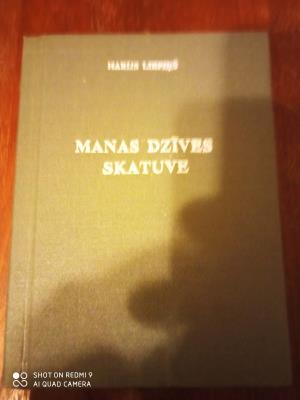 HARIJS LIEPIŅŠ
MANAS DZĪVES
SKATUVE
SHOT ON REDMI 9
AI QUAD CAMERA